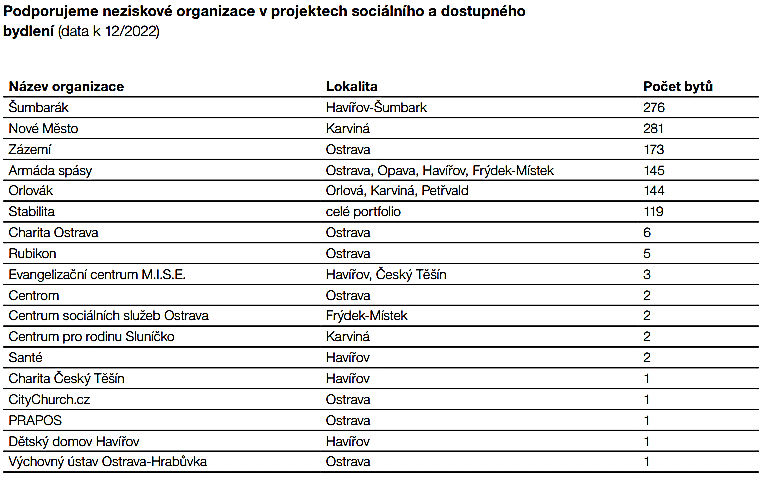 Podporujeme neziskové organizace v projektech sociálního a dostupného
bydlení (data k 12/2022)
Název organizace Lokalita Počet bytů
Šumbarák Havířov-Šumbark 276
Nové Město Karviná 281
Zázemí Ostrava 173
Armáda spásy Ostrava, Opava, Havířov, Frýdek-Místek 145
Orlovák Orlová, Karviná, Petřvald 144
Stabilita celé portfolio 119
Charita Ostrava Ostrava 6
Rubikon Ostrava 5
Evangelizační centrum M.I.S.E. Havířov, Český Těšín 3
Centrom Ostrava 2
Centrum sociálních služeb Ostrava Frýdek-Místek 2
Centrum pro rodinu Sluníčko Karviná 2
Santé Havířov 2
Charita Český Těšín Havířov 1
CityChurch.cz Ostrava 1
PRAPOS Ostrava 1
Dětský domov Havířov Havířov 1
Výchovný ústav Ostrava-Hrabůvka Ostrava 1